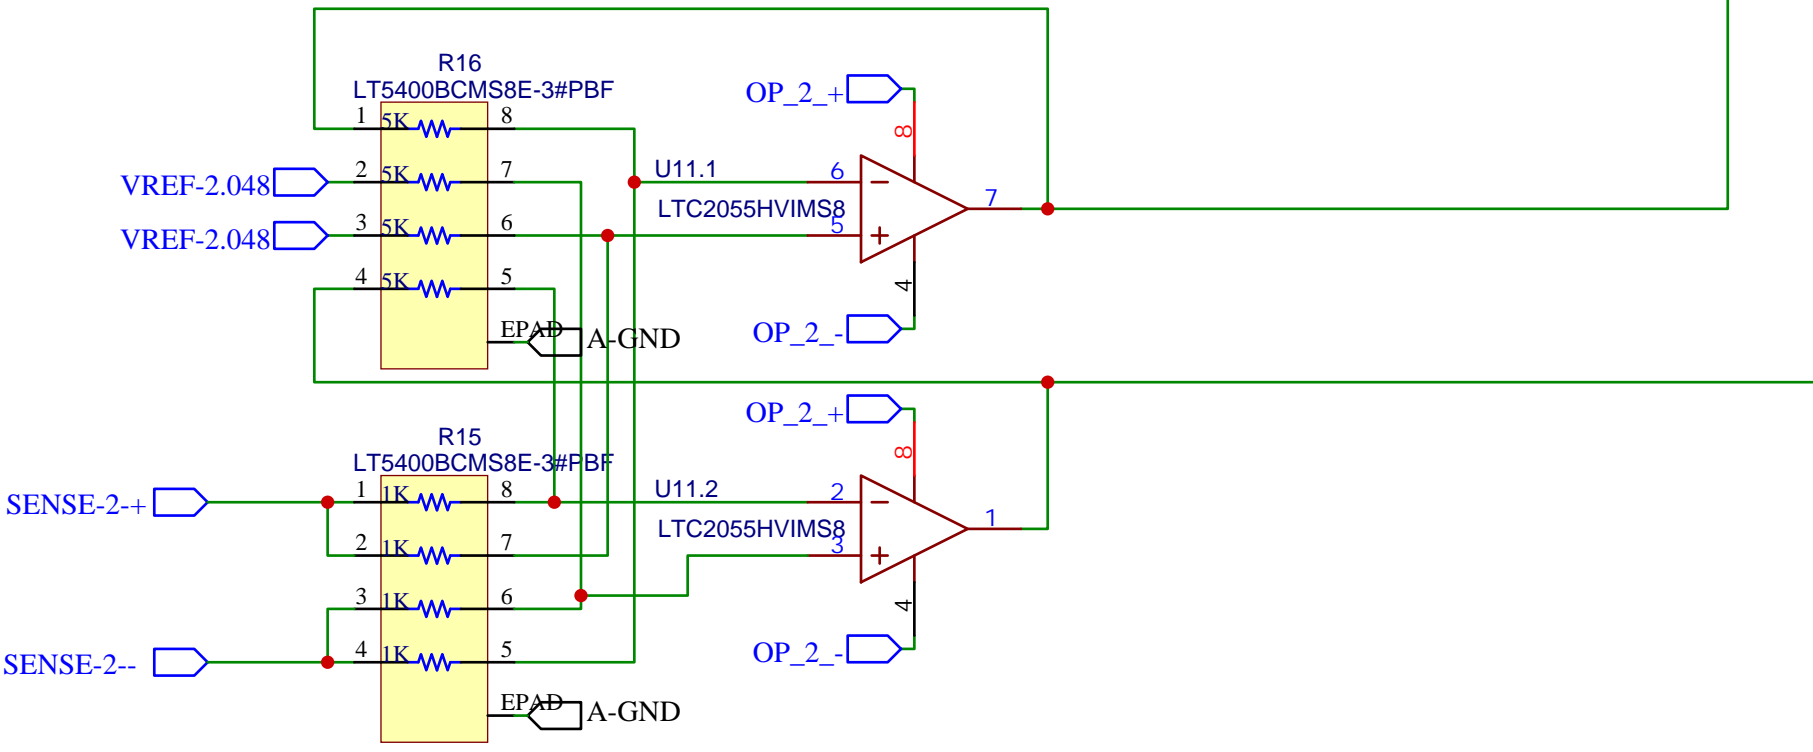 R16
LT5400BCMS8E-3#PBF
1 5K 8
VREF-2.048 2 5K 7
VREF-2.048 3 5K 6
4 5K 5
EPAD A-GND
OP_2_+
8
U11.1 6 7
LTC2055HVIMS8
5
4
OP_2_-
R15
LT5400BCMS8E-3#PBF
SENSE-2-+ 1 1K 8
2 1K 7
3 1K 6
SENSE-2-- 4 1K 5
EPAD A-GND
OP_2_+
8
U11.2 2 1
LTC2055HVIMS8
3
4
OP_2_-